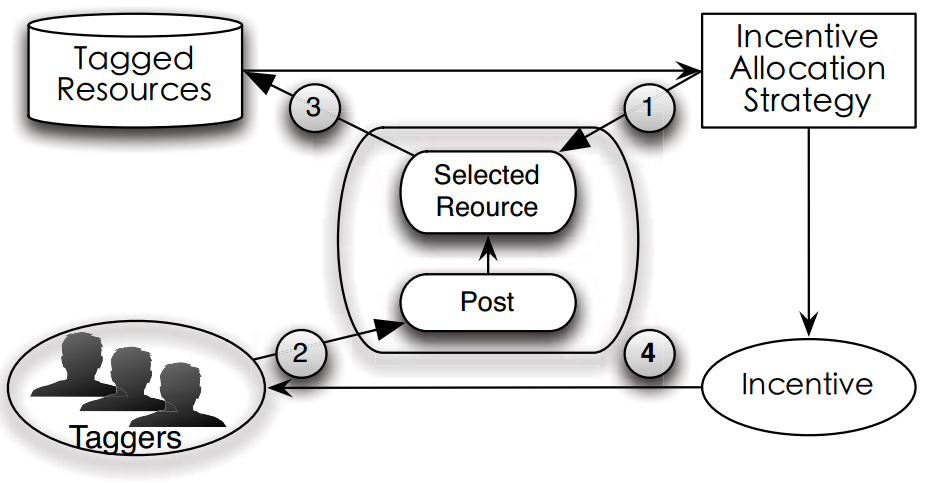 Tagged
Resources
Incentive
Allocation
Strategy
3
1
Selected
Reource
Post
2
4
Incentive
Taggers